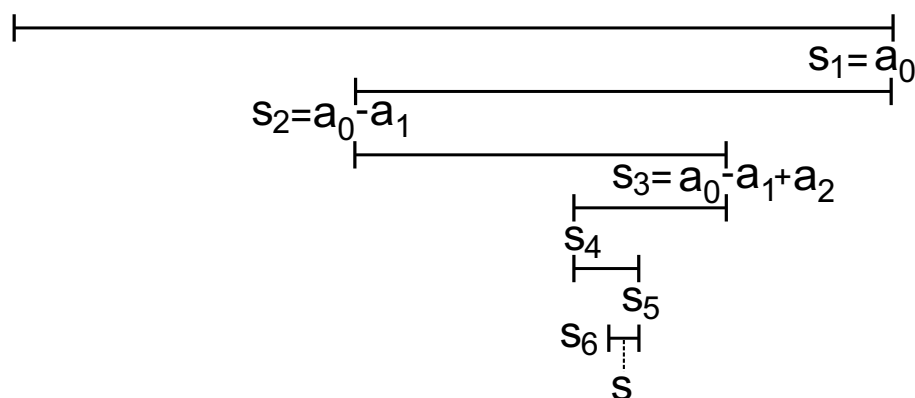 s₁=a₀
s₂=a₀-a₁
s₃=a₀-a₁+a₂
s₄
s₅
s₆
s